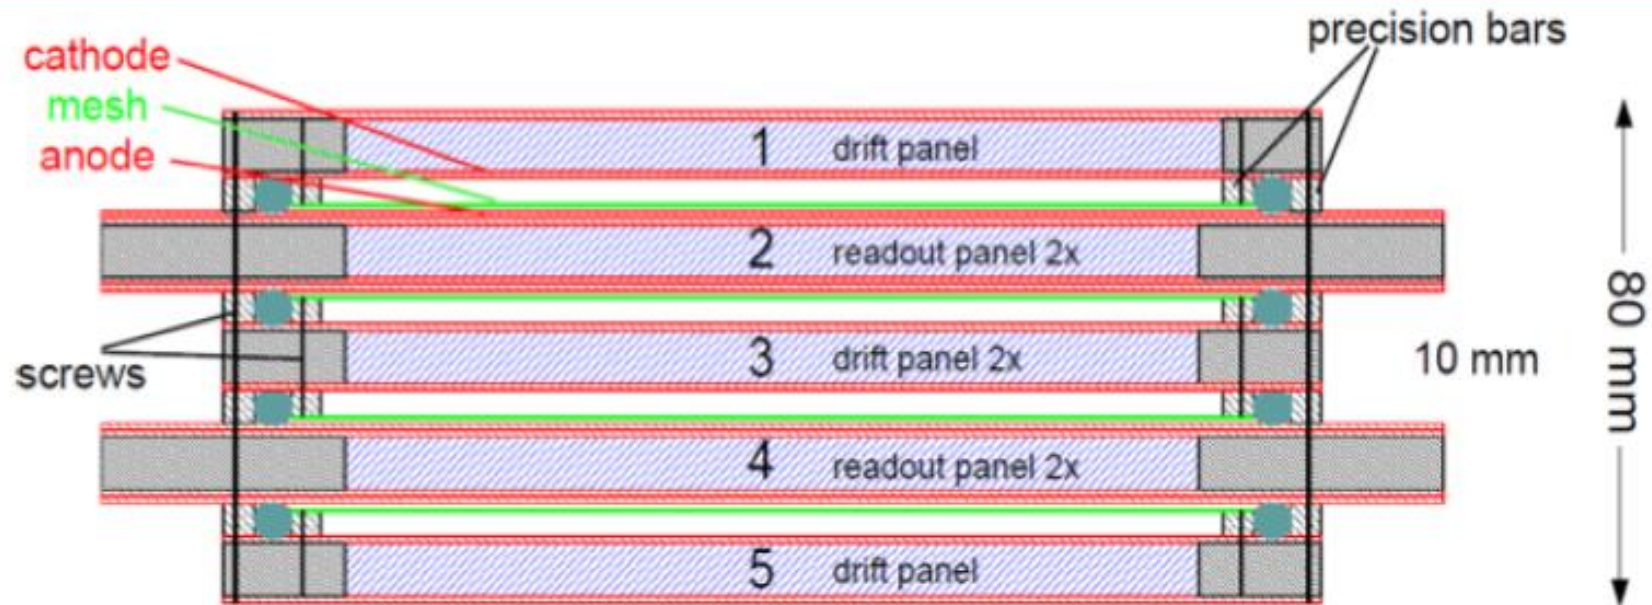 precision bars
cathode
mesh
anode
1 drift panel
2 readout panel 2x
3 drift panel 2x
screws
10 mm
80 mm
4 readout panel 2x
5 drift panel